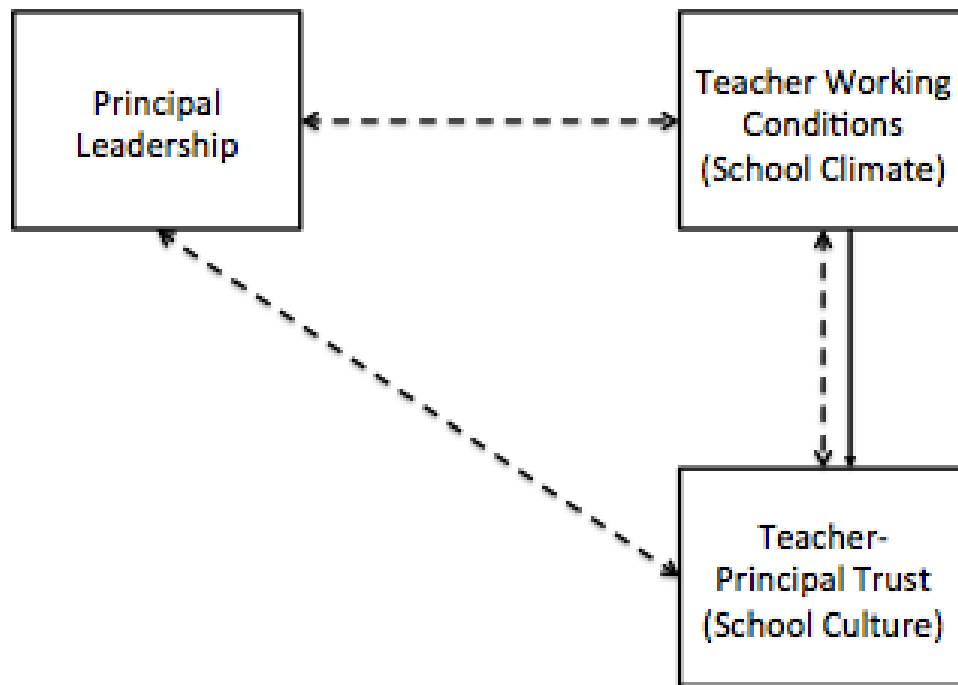 Principal
Leadership
Teacher Working
Conditions
(School Climate)
Teacher-
Principal Trust
(School Culture)